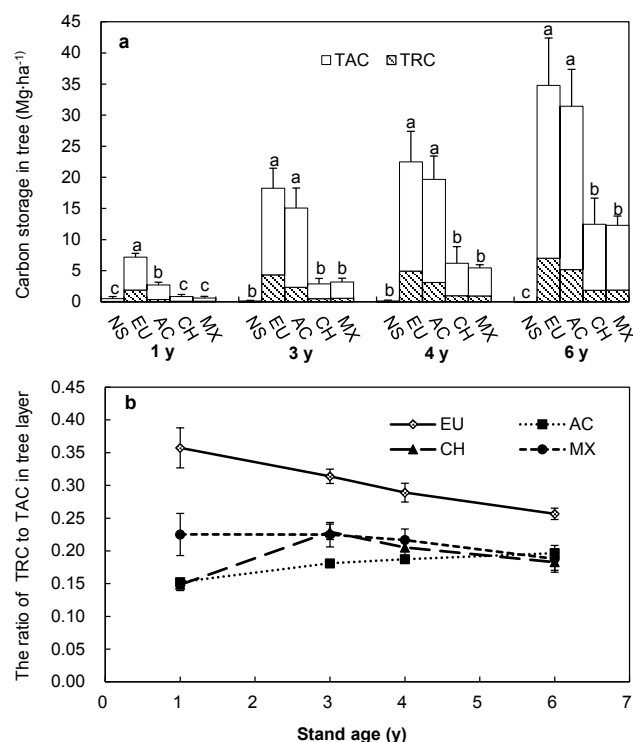 a
TAC TRC
Carbon storage in tree (Mg·ha⁻¹)
45
40
35
30
25
20
15
10
5
0
c a b c c
b a a b b
b a a b b
c a a b b
NS EU AC CH MX NS EU AC CH MX NS EU AC CH MX NS EU AC CH MX
1 y 3 y 4 y 6 y
b
EU AC
CH MX
The ratio of TRC to TAC in tree layer
0.45
0.40
0.35
0.30
0.25
0.20
0.15
0.10
0.05
0.00
0 1 2 3 4 5 6 7
Stand age (y)